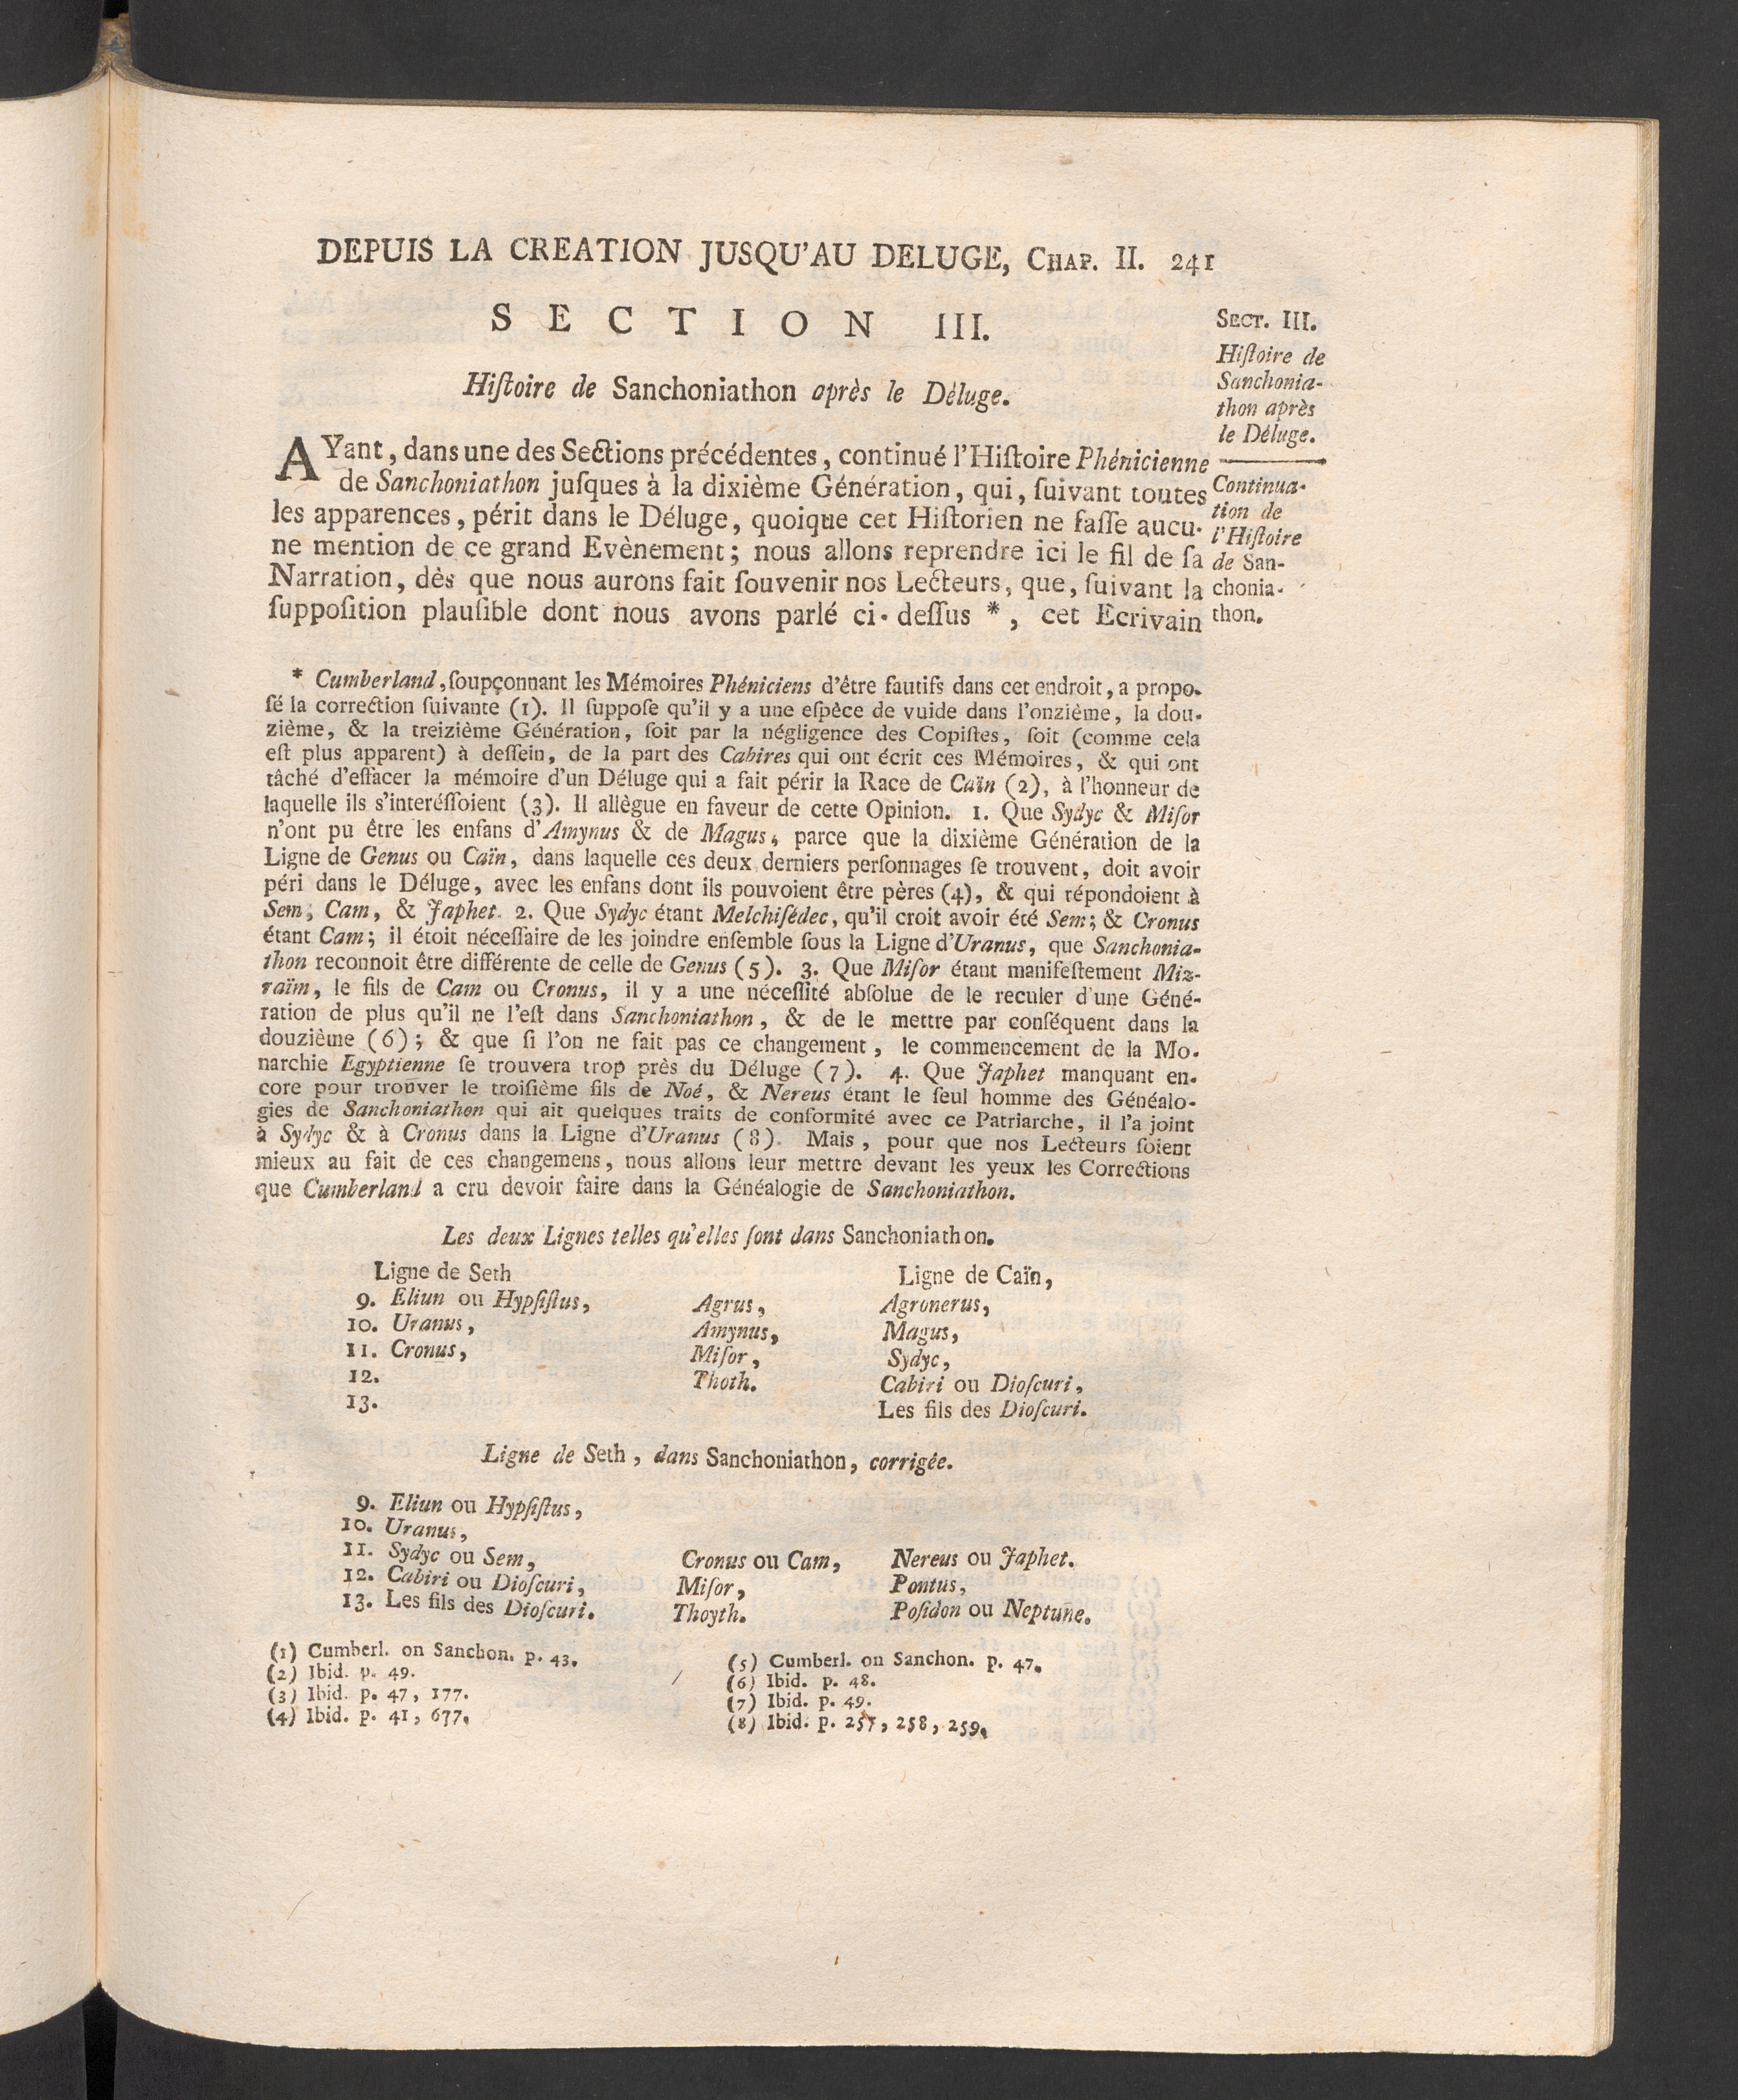 DEPUIS LA CREATION JUSQU'AU DELUGE, CHAP. II. 241
SECTION III.
Hiſtoire de Sanchoniathon après le Déluge.
SECT. III.
Hiſtoire de
Sanchonia-
thon après
le Déluge.
Continua-
tion de
l'Hiſtoire
de San-
chonia-
thon.
AYant, dans une des Sections précédentes, continué l'Hiſtoire Phénicienne
de Sanchoniathon juſques à la dixième Génération, qui, ſuivant toutes
les apparences, périt dans le Déluge, quoique cet Hiſtorien ne faſſe aucu-
ne mention de ce grand Evènement; nous allons reprendre ici le fil de ſa
Narration, dès que nous aurons fait ſouvenir nos Lecteurs, que, ſuivant la
ſuppoſition plauſible dont nous avons parlé ci-deſſus *, cet Ecrivain
* Cumberland, ſoupçonnant les Mémoires Phéniciens d'être fautifs dans cet endroit, a propo-
ſé la correction ſuivante (1). Il ſuppoſe qu'il y a une eſpèce de vuide dans l'onzième, la dou-
zième, & la treizième Génération, ſoit par la négligence des Copiſtes, ſoit (comme cela
eſt plus apparent) à deſſein, de la part des Cabires qui ont écrit ces Mémoires, & qui ont
tâché d'effacer la mémoire d'un Déluge qui a fait périr la Race de Caïn (2), à l'honneur de
laquelle ils s'interéſſoient (3). Il allègue en faveur de cette Opinion. 1. Que Sydyc & Miſor
n'ont pu être les enfans d'Amynus & de Magus, parce que la dixième Génération de la
Ligne de Genus ou Caïn, dans laquelle ces deux derniers perſonnages ſe trouvent, doit avoir
péri dans le Déluge, avec les enfans dont ils pouvoient être pères (4), & qui répondoient à
Sem, Cam, & Japhet. 2. Que Sydyc étant Melchiſédec, qu'il croit avoir été Sem; & Cronus
étant Cam; il étoit néceſſaire de les joindre enſemble ſous la Ligne d'Uranus, que Sanchonia-
thon reconnoit être différente de celle de Genus (5). 3. Que Miſor étant manifeſtement Miz-
raïm, le fils de Cam ou Cronus, il y a une néceſſité abſolue de le reculer d'une Géné-
ration de plus qu'il ne l'eſt dans Sanchoniathon, & de le mettre par conſéquent dans la
douzième (6); & que ſi l'on ne fait pas ce changement, le commencement de la Mo-
narchie Egyptienne ſe trouvera trop près du Déluge (7). 4. Que Japhet manquant en-
core pour trouver le troiſième fils de Noé, & Nereus étant le ſeul homme des Généalo-
gies de Sanchoniathon qui ait quelques traits de conformité avec ce Patriarche, il l'a joint
à Sydyc & à Cronus dans la Ligne d'Uranus (8). Mais, pour que nos Lecteurs ſoient
mieux au fait de ces changemens, nous allons leur mettre devant les yeux les Corrections
que Cumberland a cru devoir faire dans la Généalogie de Sanchoniathon.
Les deux Lignes telles qu'elles ſont dans Sanchoniathon.
Ligne de Seth Ligne de Caïn,
9. Eliun ou Hypſiſtus, Agrus, Agronerus,
10. Uranus, Amynus, Magus,
11. Cronus, Miſor, Sydyc,
12. Thoth. Cabiri ou Dioſcuri,
13. Les fils des Dioſcuri.
Ligne de Seth, dans Sanchoniathon, corrigée.
9. Eliun ou Hypſiſtus,
10. Uranus,
11. Sydyc ou Sem, Cronus ou Cam, Nereus ou Japhet.
12. Cabiri ou Dioſcuri, Miſor, Pontus,
13. Les fils des Dioſcuri. Thoyth. Poſidon ou Neptune.
(1) Cumberl. on Sanchon. p. 43.
(2) Ibid. p. 49.
(3) Ibid. p. 47, 177.
(4) Ibid. p. 41, 677.
(5) Cumberl. on Sanchon. p. 47.
(6) Ibid. p. 48.
(7) Ibid. p. 49.
(8) Ibid. p. 257, 258, 259.